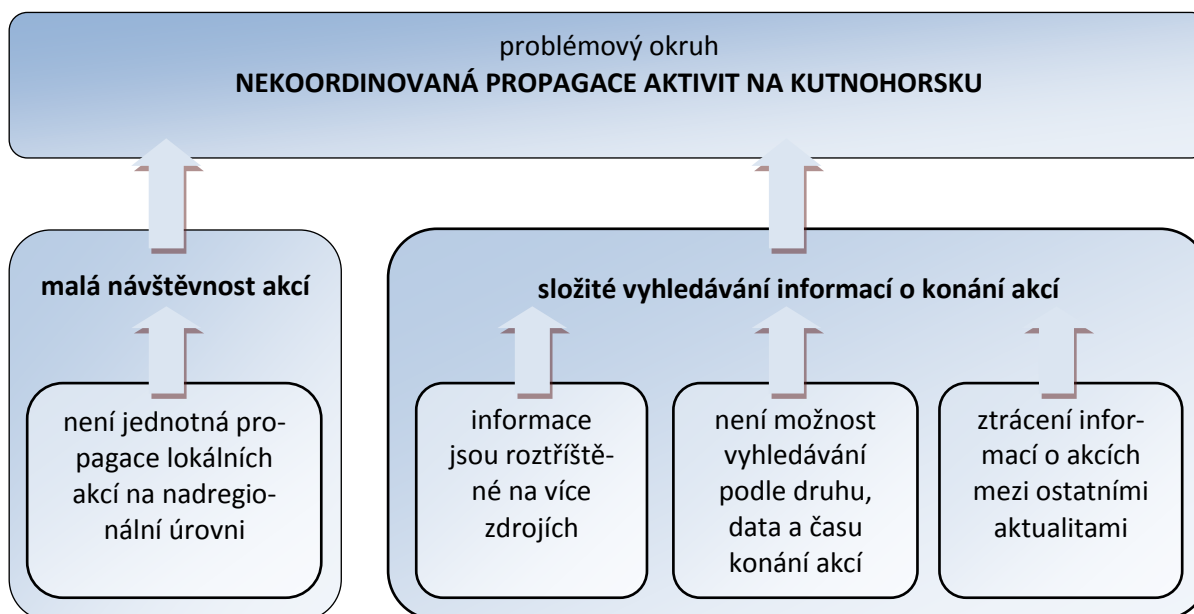 problémový okruh
NEKOORDINOVANÁ PROPAGACE AKTIVIT NA KUTNOHORSKU
malá návštěvnost akcí
složité vyhledávání informací o konání akcí
není jednotná pro-
pagace lokálních
akcí na nadregio-
nální úrovni
informace
jsou roztříště-
né na více
zdrojích
není možnost
vyhledávání
podle druhu,
data a času
konání akcí
ztrácení infor-
mací o akcích
mezi ostatními
aktualitami